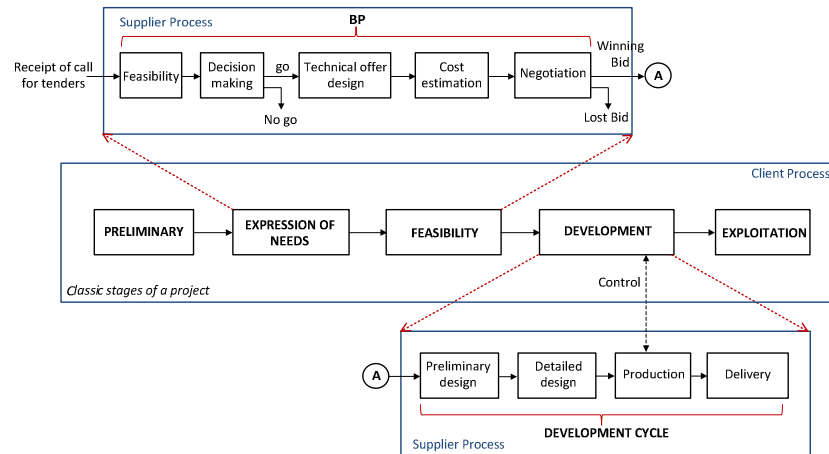 Supplier Process
BP
Receipt of call
for tenders
Feasibility
Decision
making
go
No go
Technical offer
design
Cost
estimation
Negotiation
Winning
Bid
A
Lost Bid
Client Process
PRELIMINARY
EXPRESSION OF
NEEDS
FEASIBILITY
DEVELOPMENT
EXPLOITATION
Classic stages of a project
Control
A
Preliminary
design
Detailed
design
Production
Delivery
DEVELOPMENT CYCLE
Supplier Process